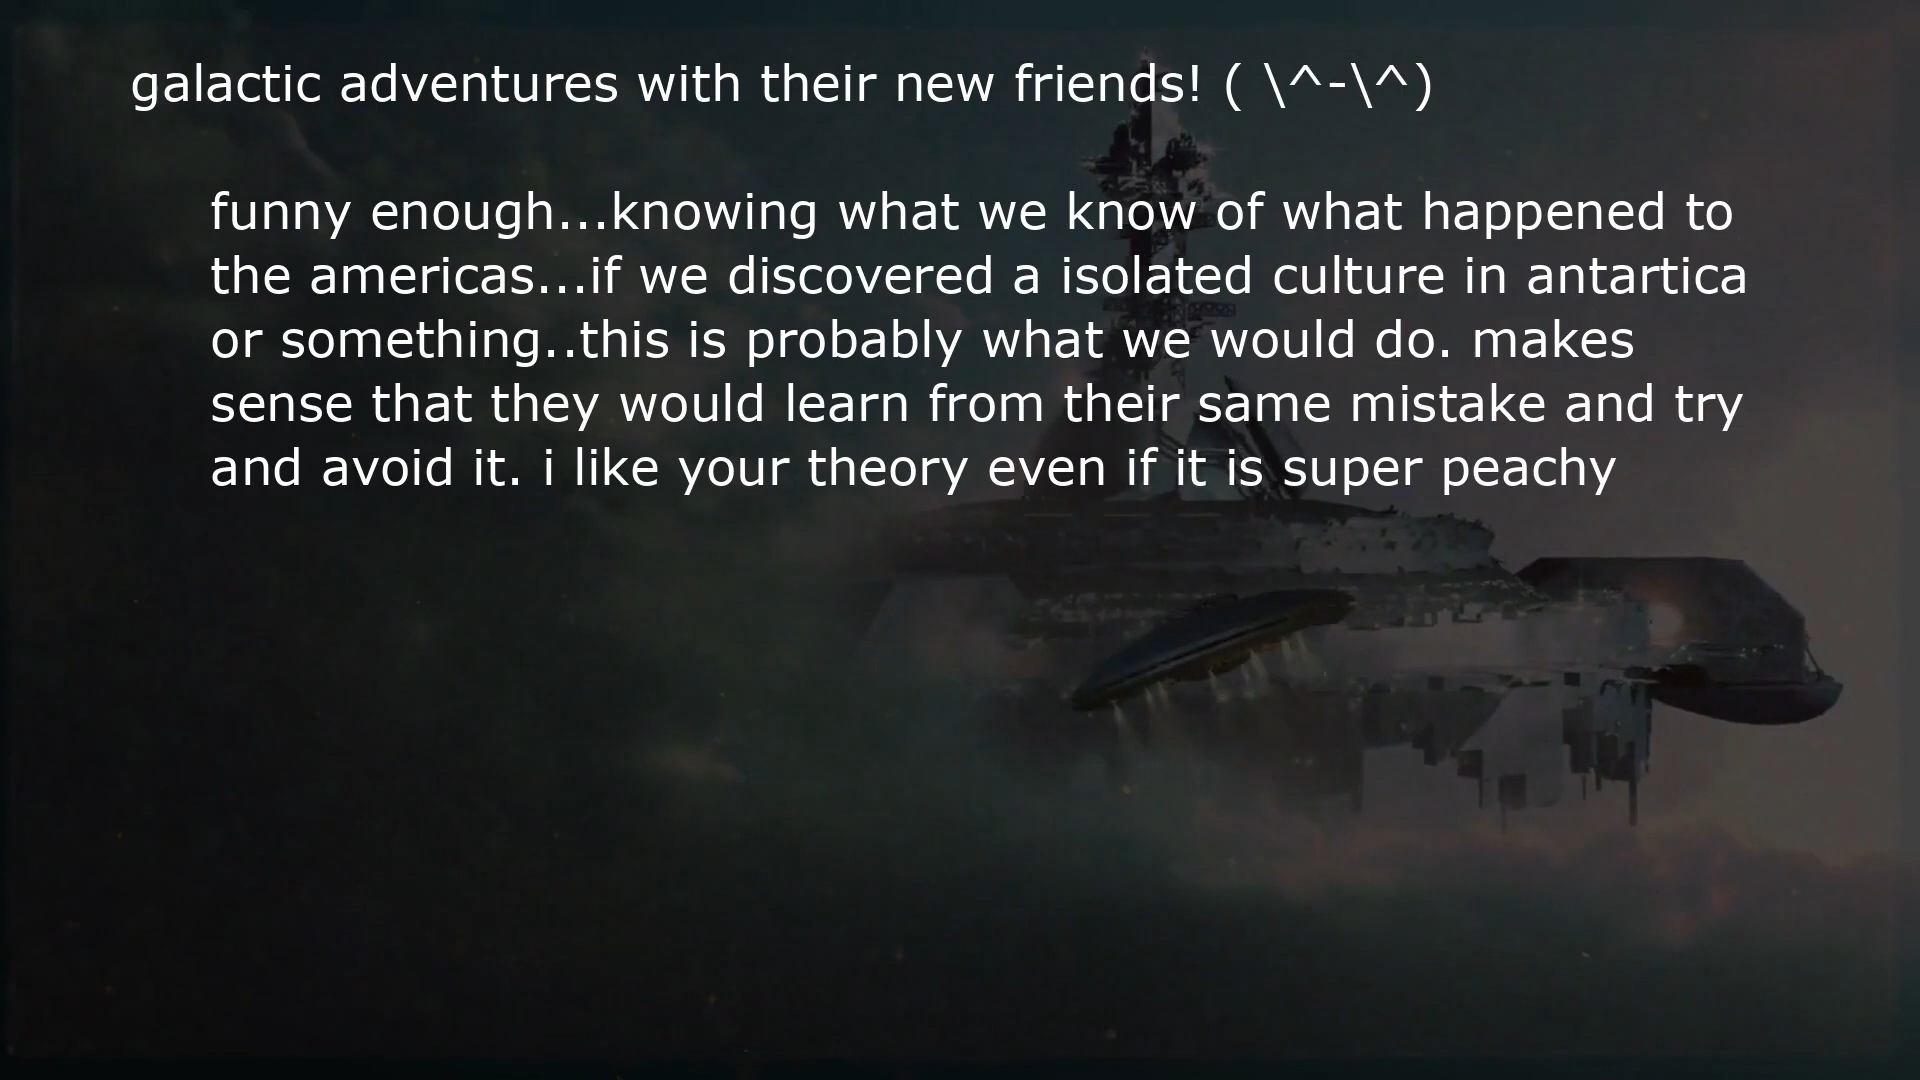 galactic adventures with their new friends! ( \^-\^)
funny enough...knowing what we know of what happened to
the americas...if we discovered a isolated culture in antartica
or something..this is probably what we would do. makes
sense that they would learn from their same mistake and try
and avoid it. i like your theory even if it is super peachy